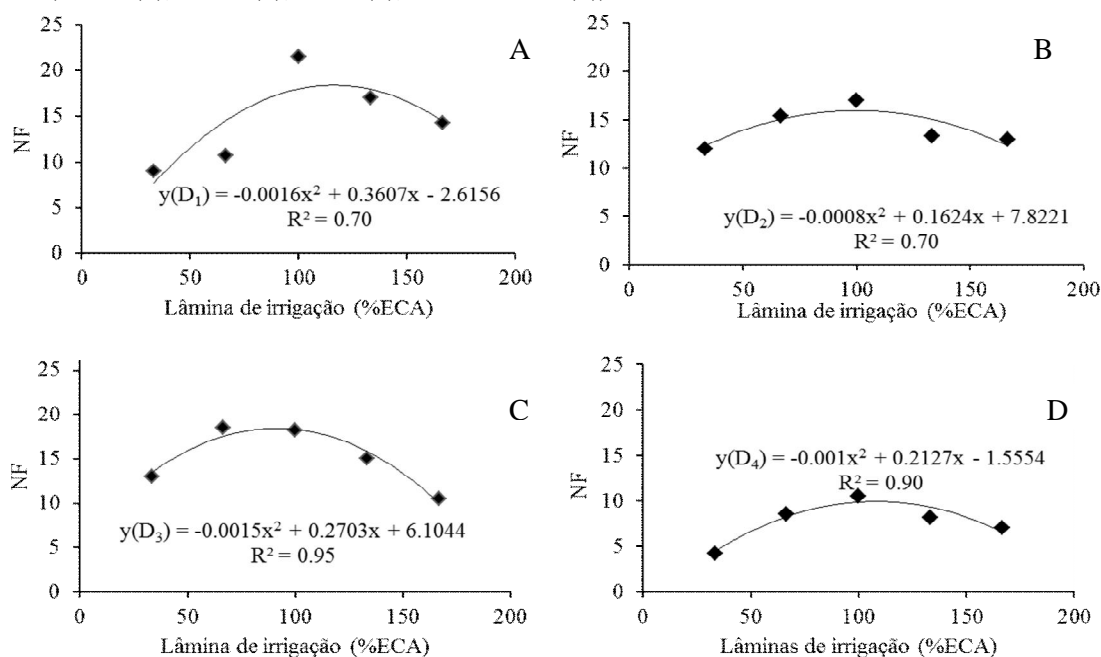 25
20
15
10
5
0
NF
A
y(D₁) = -0.0016x² + 0.3607x - 2.6156
R² = 0.70
0 50 100 150 200
Lâmina de irrigação (%ECA)
25
20
15
10
5
0
NF
B
y(D₂) = -0.0008x² + 0.1624x + 7.8221
R² = 0.70
0 50 100 150 200
Lâmina de irrigação (%ECA)
25
20
15
10
5
0
NF
C
y(D₃) = -0.0015x² + 0.2703x + 6.1044
R² = 0.95
0 50 100 150 200
Lâmina de irrigação (%ECA)
25
20
15
10
5
0
NF
D
y(D₄) = -0.001x² + 0.2127x - 1.5554
R² = 0.90
0 50 100 150 200
Lâminas de irrigação (%ECA)